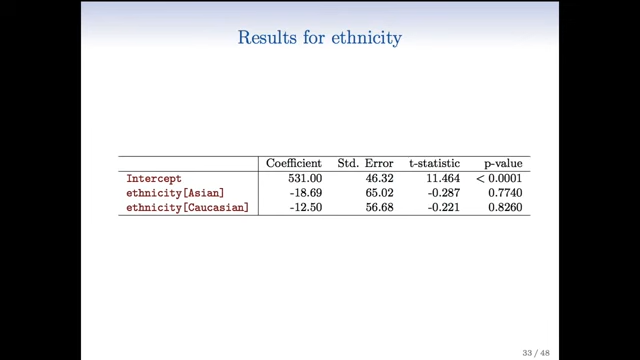 Results for ethnicity
Coefficient Std. Error t-statistic p-value
Intercept 531.00 46.32 11.464 < 0.0001
ethnicity[Asian] -18.69 65.02 -0.287 0.7740
ethnicity[Caucasian] -12.50 56.68 -0.221 0.8260
33 / 48